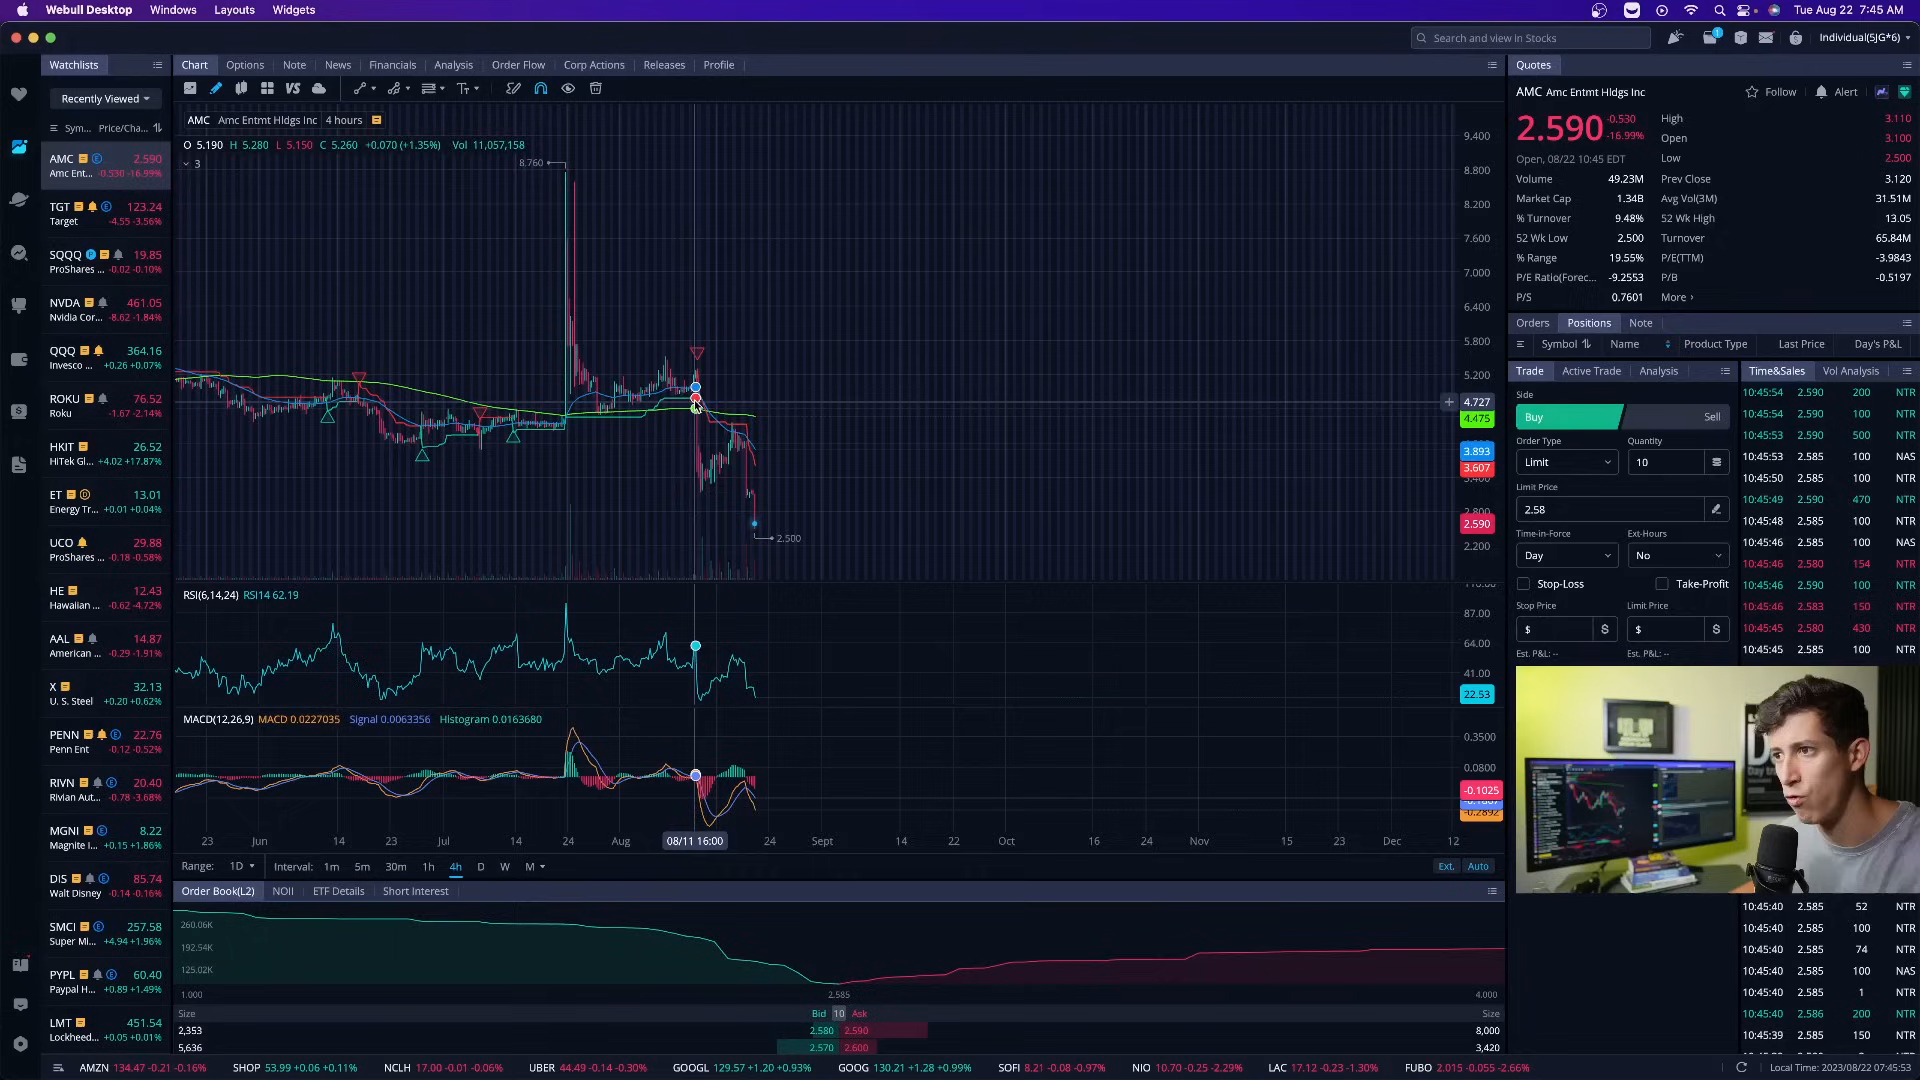 Webull Desktop Windows Layouts Widgets Tue Aug 22 7:45 AM
Search and view in Stocks 1 Individual(5JG*6)
Watchlists Chart Options Note News Financials Analysis Order Flow Corp Actions Releases Profile Quotes
Recently Viewed VS Tт
Sym... Price/Cha...
AMC 2.590
Amc Ent... -0.530 -16.99%
TGT 123.24
Target -4.55 -3.56%
SQQQ 19.85
ProShares ... -0.02 -0.10%
NVDA 461.05
Nvidia Cor... -8.62 -1.84%
QQQ 364.16
Invesco ... +0.26 +0.07%
ROKU 76.52
Roku -1.67 -2.14%
HKIT 26.52
HiTek Gl... +4.02 +17.87%
ET 13.01
Energy Tr... +0.01 +0.04%
UCO 29.88
ProShares ... -0.18 -0.58%
HE 12.43
Hawaiian ... -0.62 -4.72%
AAL 14.87
American ... -0.29 -1.91%
X 32.13
U. S. Steel +0.20 +0.62%
PENN 22.76
Penn Ent -0.12 -0.52%
RIVN 20.40
Rivian Aut... -0.78 -3.68%
MGNI 8.22
Magnite I... +0.15 +1.86%
DIS 85.74
Walt Disney -0.14 -0.16%
SMCI 257.58
Super Mi... +4.94 +1.96%
PYPL 60.40
Paypal H... +0.89 +1.49%
LMT 451.54
Lockheed... +0.05 +0.01%
AMC Amc Entmt Hldgs Inc 4 hours
O 5.190 H 5.280 L 5.150 C 5.260 +0.070 (+1.35%) Vol 11,057,158
3
8.760
2.500
9.400
8.800
8.200
7.600
7.000
6.400
5.800
5.200
4.727
4.475
3.893
3.607
2.590
2.200
RSI(6,14,24) RSI14 62.19
87.00
64.00
41.00
22.53
MACD(12,26,9) MACD 0.0227035 Signal 0.0063356 Histogram 0.0163680
0.3500
0.0800
-0.1025
-0.2892
23 Jun 14 23 Jul 14 24 Aug 08/11 16:00 24 Sept 14 22 Oct 16 24 Nov 15 23 Dec 12
Range: 1D Interval: 1m 5m 30m 1h 4h D W M Ext. Auto
Order Book(L2) NOII ETF Details Short Interest
260.06K
192.54K
125.02K
1.000 2.585 4.000
Size Bid 10 Ask Size
2,353 2.580 2.590 8,000
5,636 2.570 2.600 3,420
AMC Amc Entmt Hldgs Inc Follow Alert
2.590 -0.530 -16.99%
Open, 08/22 10:45 EDT
High 3.110
Open 3.100
Low 2.500
Volume 49.23M Prev Close 3.120
Market Cap 1.34B Avg Vol(3M) 31.51M
% Turnover 9.48% 52 Wk High 13.05
52 Wk Low 2.500 Turnover 65.84M
% Range 19.55% P/E(TTM) -3.9843
P/E Ratio(Forec... -9.2553 P/B -0.5197
P/S 0.7601 More
Orders Positions Note
Symbol Name Product Type Last Price Day's P&L
Trade Active Trade Analysis
Side
Buy Sell
Order Type Quantity
Limit 10
Limit Price
2.58
Time-in-Force Ext-Hours
Day No
Stop-Loss Take-Profit
Stop Price Limit Price
$ S $ S
Est. P&L: -- Est. P&L: --
Time&Sales Vol Analysis
10:45:54 2.590 200 NTR
10:45:54 2.590 100 NTR
10:45:53 2.590 500 NTR
10:45:53 2.585 100 NAS
10:45:50 2.585 100 NTR
10:45:49 2.590 470 NTR
10:45:48 2.585 100 NTR
10:45:46 2.585 100 NAS
10:45:46 2.580 154 NTR
10:45:46 2.590 100 NTR
10:45:46 2.583 150 NTR
10:45:45 2.580 430 NTR
10:45:45 2.585 100 NTR
10:45:40 2.585 52 NTR
10:45:40 2.585 100 NTR
10:45:40 2.585 74 NTR
10:45:40 2.585 100 NAS
10:45:40 2.585 1 NTR
10:45:40 2.586 200 NTR
10:45:39 2.585 150 NTR
AMZN 134.47 -0.21 -0.16% SHOP 53.99 +0.06 +0.11% NCLH 17.00 -0.01 -0.06% UBER 44.49 -0.14 -0.30% GOOGL 129.57 +1.20 +0.93% GOOG 130.21 +1.28 +0.99% SOFI 8.21 -0.08 -0.97% NIO 10.70 -0.25 -2.29% LAC 17.12 -0.23 -1.30% FUBO 2.015 -0.055 -2.66% Local Time: 2023/08/22 07:45:53